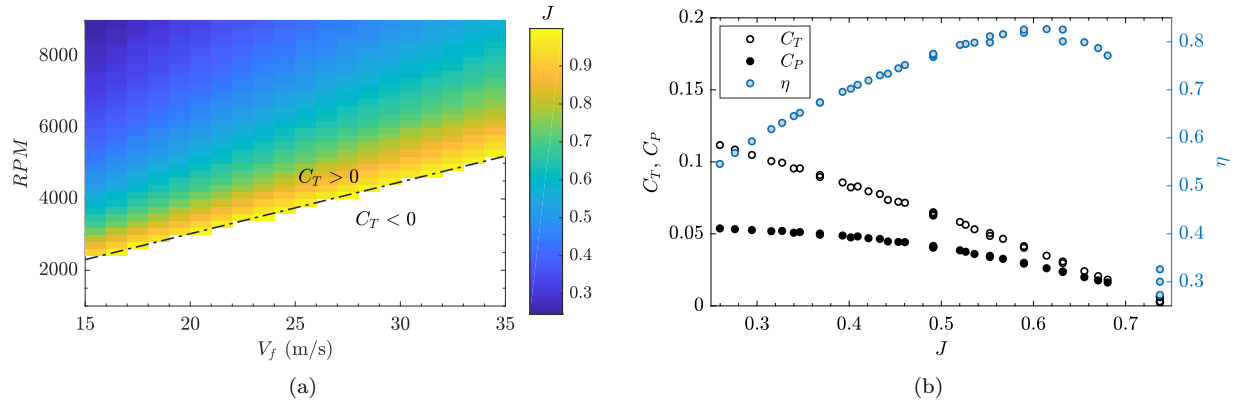 J
8000
6000
4000
2000
RPM
C_T > 0
C_T < 0
15
20
25
30
35
V_f (m/s)
0.9
0.8
0.7
0.6
0.5
0.4
0.3
(a)
0.2
0.15
0.1
0.05
0
C_T, C_P
C_T
C_P
η
0.3
0.4
0.5
0.6
0.7
J
0.8
0.7
0.6
0.5
0.4
0.3
η
(b)